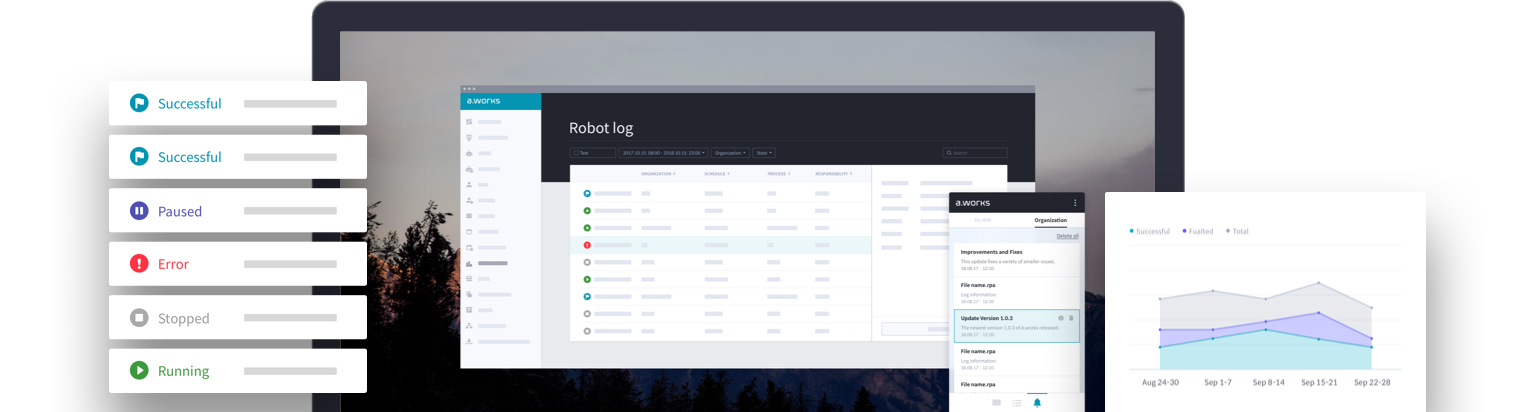 Successful
Successful
Paused
Error
Stopped
Running
a.works
Robot log
Test
2017.10.15. 08:00 - 2018.10.15. 23:00
Organization
State
Search
ORGANIZATION
SCHEDULE
PROCESS
RESPONSIBILITY
a.works
My RPA
Organization
Delete all
Improvements and Fixes
This update fixes a variety of smaller issues.
18.08.17 · 12:10
File name.rpa
Log information
18.08.17 · 12:10
Update Version 1.0.3
The newest version 1.0.3 of A.works released.
18.08.17 · 12:10
File name.rpa
Log information
18.08.17 · 12:10
File name.rpa
Successful
Fualted
Total
Aug 24-30
Sep 1-7
Sep 8-14
Sep 15-21
Sep 22-28